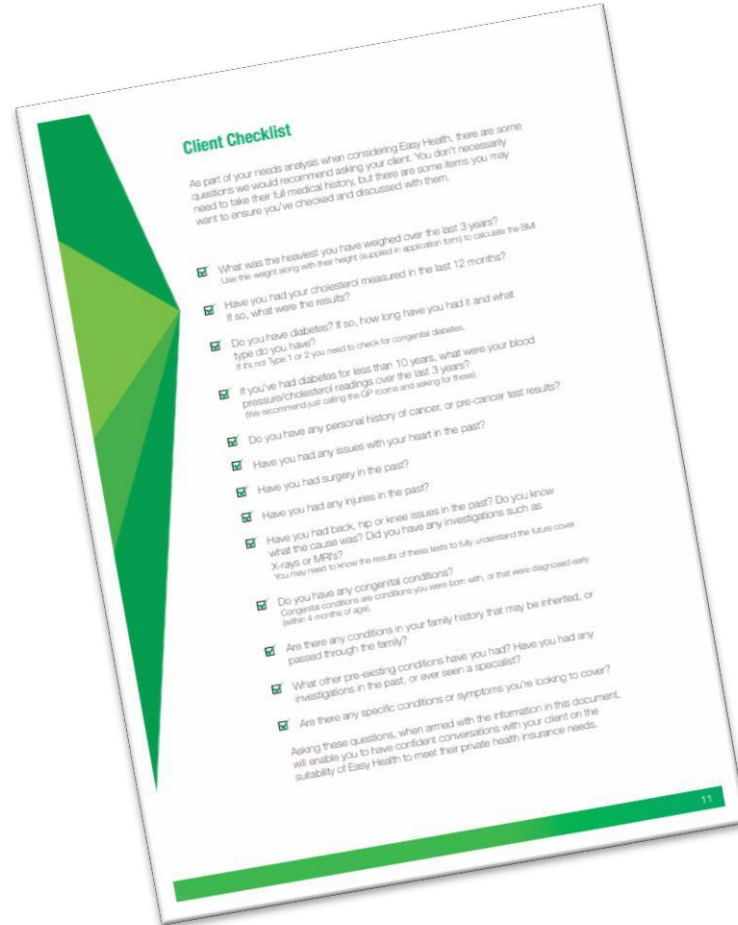 Client Checklist
As part of your needs analysis when considering Easy Health, there are some
questions we would recommend asking your client. You don't necessarily
need to take their full medical history, but there are some items you may
want to ensure you've checked and discussed with them.
What was the heaviest you have weighed over the last 3 years?
Use this weight along with their height (supplied in application form) to calculate the BMI
Have you had your cholesterol measured in the last 12 months?
If so, what were the results?
Do you have diabetes? If so, how long have you had it and what
type do you have?
If it's not Type 1 or 2 you need to check for congenital diabetes.
If you've had diabetes for less than 10 years, what were your blood
pressure/cholesterol readings over the last 3 years?
(We recommend just calling the GP rooms and asking for these)
Do you have any personal history of cancer, or pre-cancer test results?
Have you had any issues with your heart in the past?
Have you had surgery in the past?
Have you had any injuries in the past?
Have you had back, hip or knee issues in the past? Do you know
what the cause was? Did you have any investigations such as
X-rays or MRI's?
You may need to know the results of these tests to fully understand the future cover.
Do you have any congenital conditions?
Congenital conditions are conditions you were born with, or that were diagnosed early
(within 4 months of age).
Are there any conditions in your family history that may be inherited, or
passed through the family?
What other pre-existing conditions have you had? Have you had any
investigations in the past, or ever seen a specialist?
Are there any specific conditions or symptoms you're looking to cover?
Asking these questions, when armed with the information in this document,
will enable you to have confident conversations with your client on the
suitability of Easy Health to meet their private health insurance needs.
11